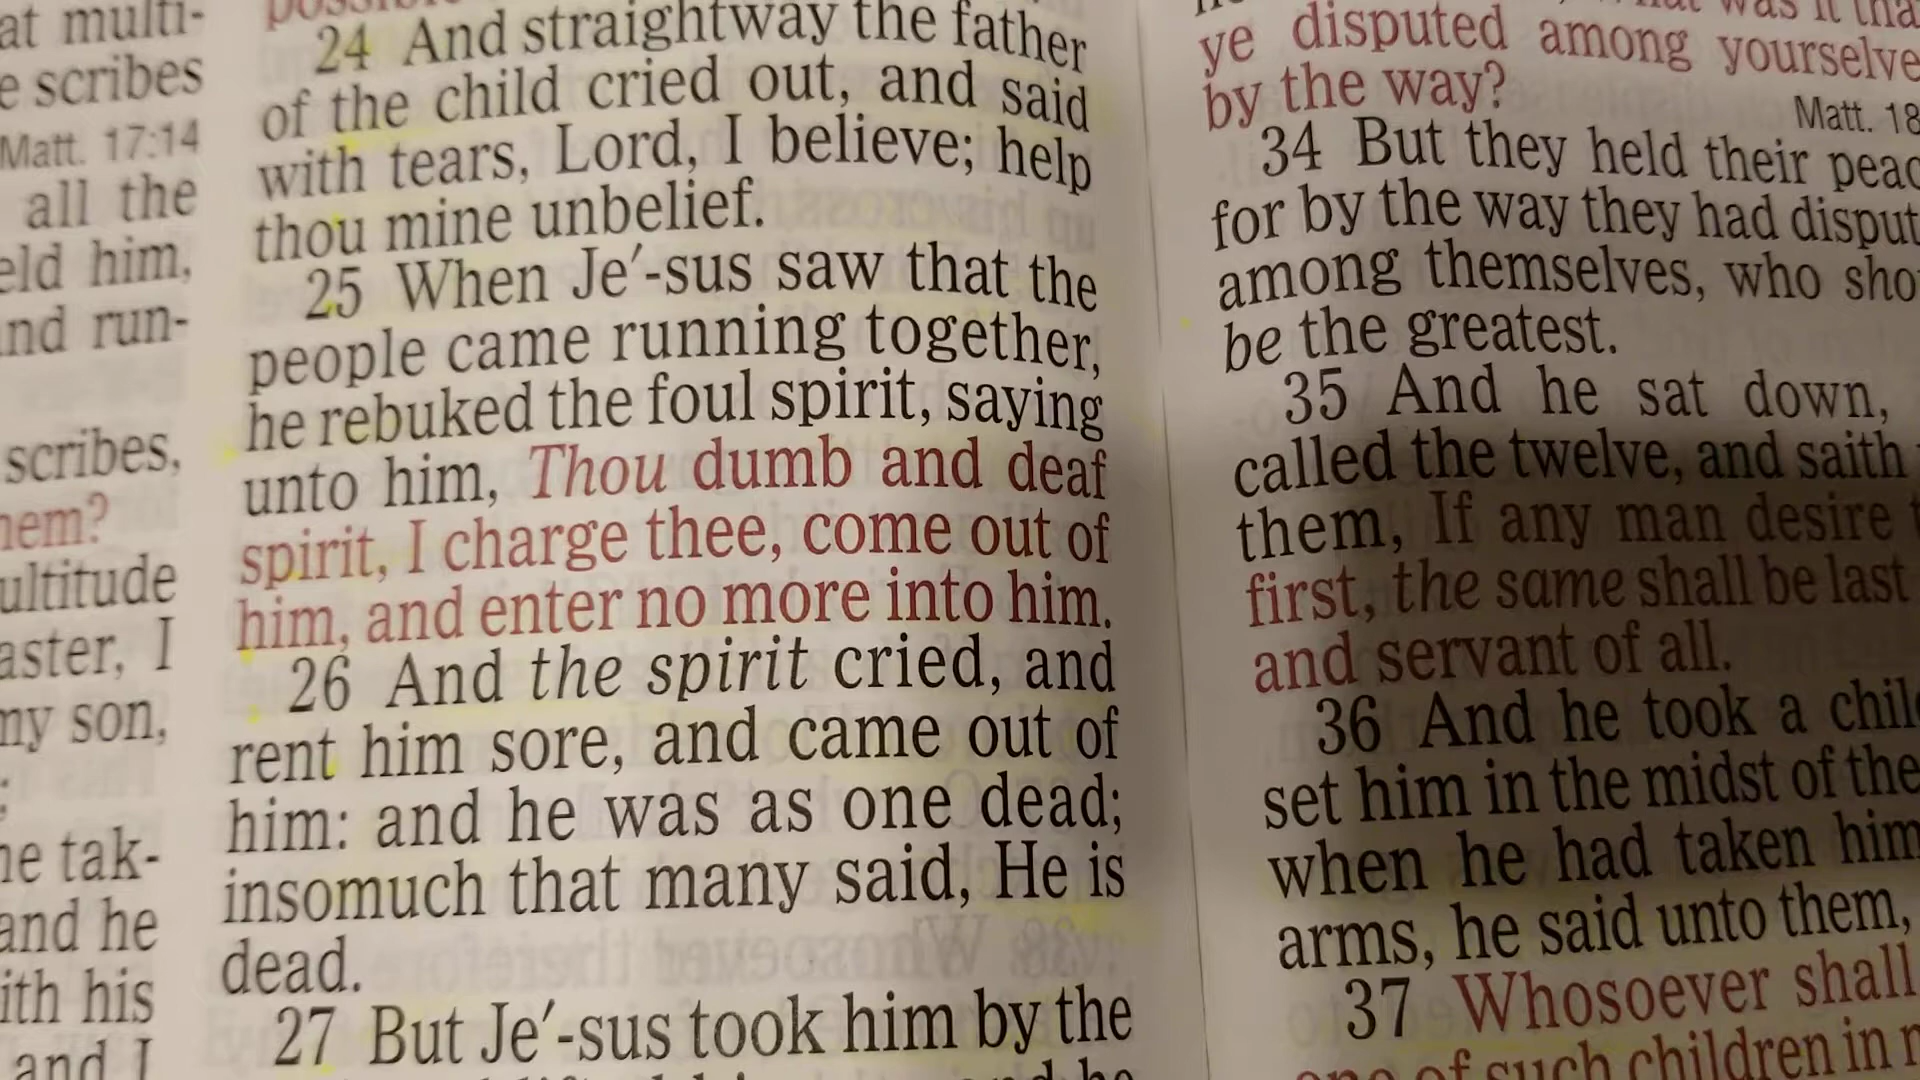 at multi-
e scribes
Matt. 17:14
all the
eld him,
nd run-
scribes,
hem?
ultitude
aster, I
my son,
he tak-
and he
ith his
and I
possible
24 And straightway the father
of the child cried out, and said
with tears, Lord, I believe; help
thou mine unbelief.
25 When Je′-sus saw that the
people came running together,
he rebuked the foul spirit, saying
unto him, Thou dumb and deaf
spirit, I charge thee, come out of
him, and enter no more into him.
26 And the spirit cried, and
rent him sore, and came out of
him: and he was as one dead;
insomuch that many said, He is
dead.
27 But Je′-sus took him by the
and he
was it tha
ye disputed among yourselve
by the way?
Matt. 18
34 But they held their peac
for by the way they had disput
among themselves, who sho
be the greatest.
35 And he sat down,
called the twelve, and saith
them, If any man desire t
first, the same shall be last
and servant of all.
36 And he took a chil
set him in the midst of the
when he had taken him
arms, he said unto them,
37 Whosoever shall
one of such children in